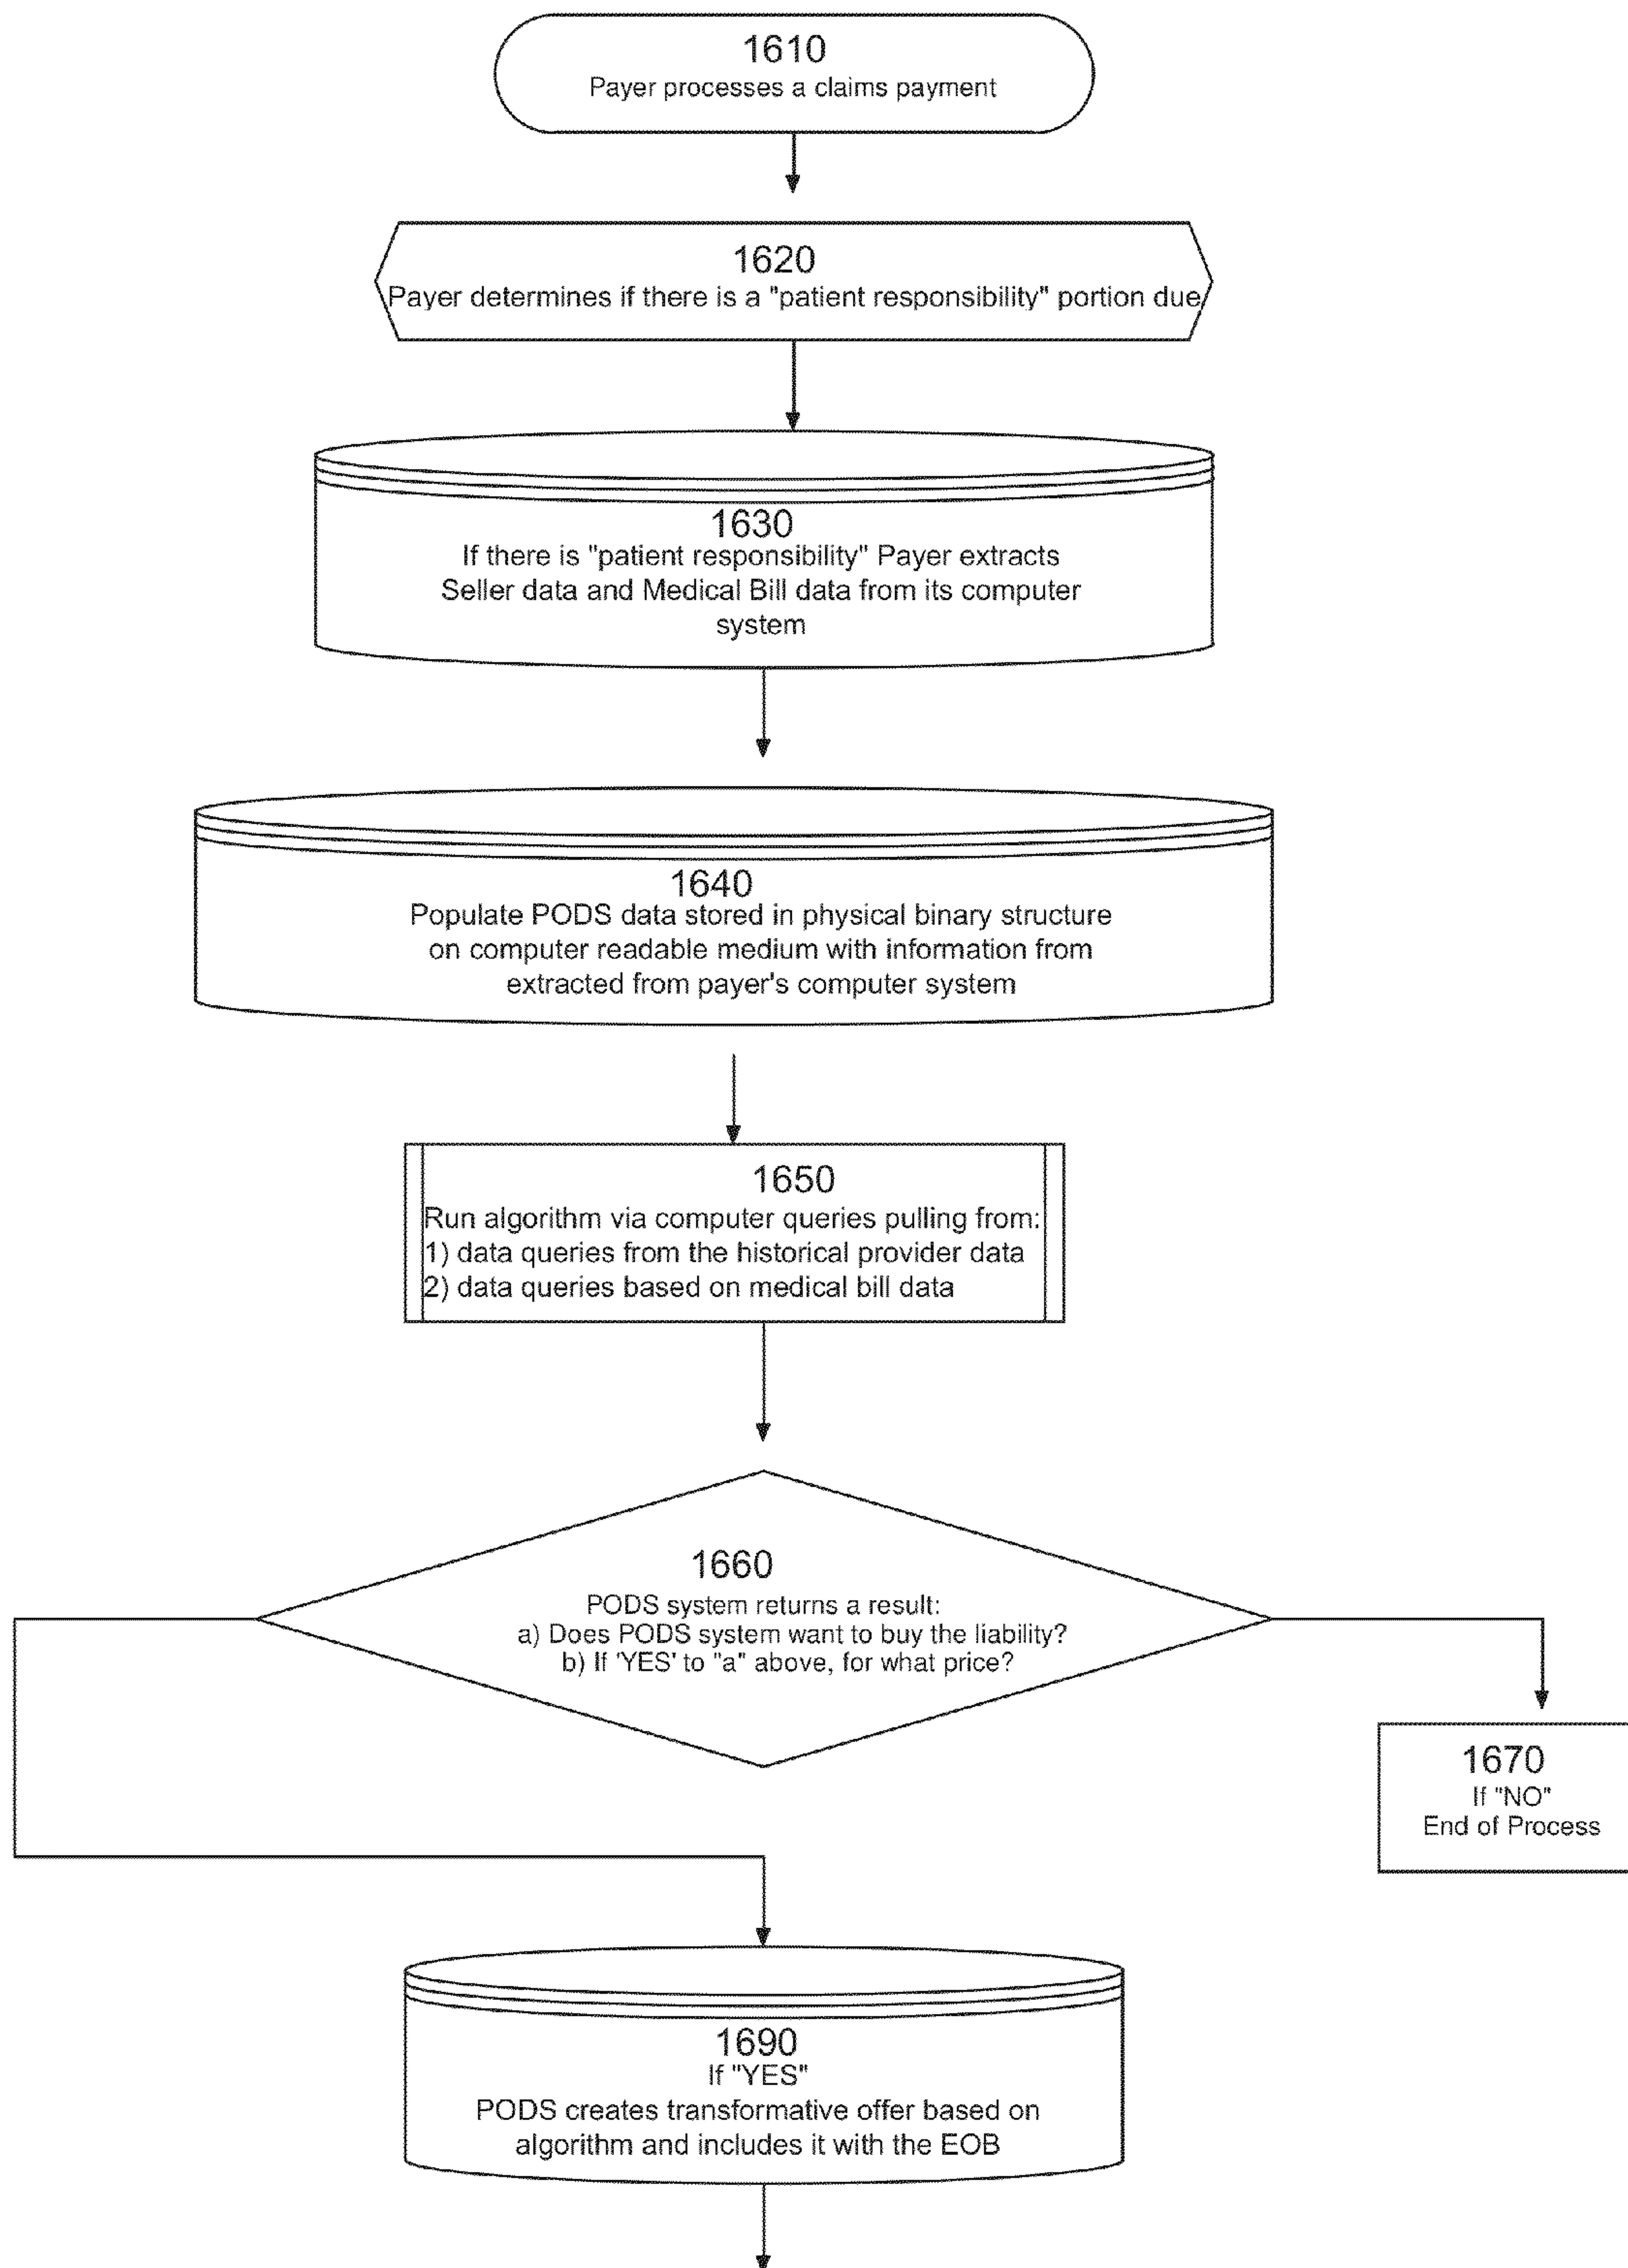 1610
Payer processes a claims payment
1620
Payer determines if there is a "patient responsibility" portion due
1630
If there is "patient responsibility" Payer extracts
Seller data and Medical Bill data from its computer
system
1640
Populate PODS data stored in physical binary structure
on computer readable medium with information from
extracted from payer's computer system
1650
Run algorithm via computer queries pulling from:
1) data queries from the historical provider data
2) data queries based on medical bill data
1660
PODS system returns a result:
a) Does PODS system want to buy the liability?
b) If 'YES' to "a" above, for what price?
1670
If "NO"
End of Process
1690
If "YES"
PODS creates transformative offer based on
algorithm and includes it with the EOB